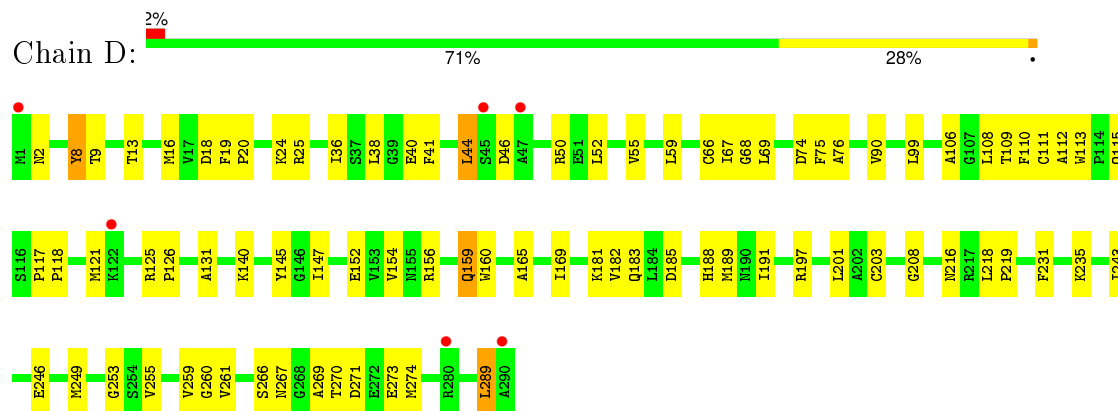 2%
Chain D:
71% 28% •
M1 N2 Y8 T9 T13 M16 V17 D18 F19 P20 K24 R25 I36 S37 L38 G39 E40 F41 L44 S45 D46 A47 R50 E51 L52 V55 L59 C66 I67 G68 L69 D74 F75 A76 V90 L99 A106 G107 L108 T109 F110 C111 A112 W113 P114 Q115
S116 P117 P118 M121 K122 R125 P126 A131 K140 Y145 G146 I147 E152 V153 V154 N155 R156 Q159 W160 A165 I169 K181 V182 Q183 L184 D185 H188 M189 N190 I191 R197 L201 A202 C203 G208 N216 R217 L218 P219 F231 K235
E246 M249 G253 S254 V255 V259 G260 V261 S266 N267 G268 A269 T270 D271 E272 E273 M274 R280 L289 A290